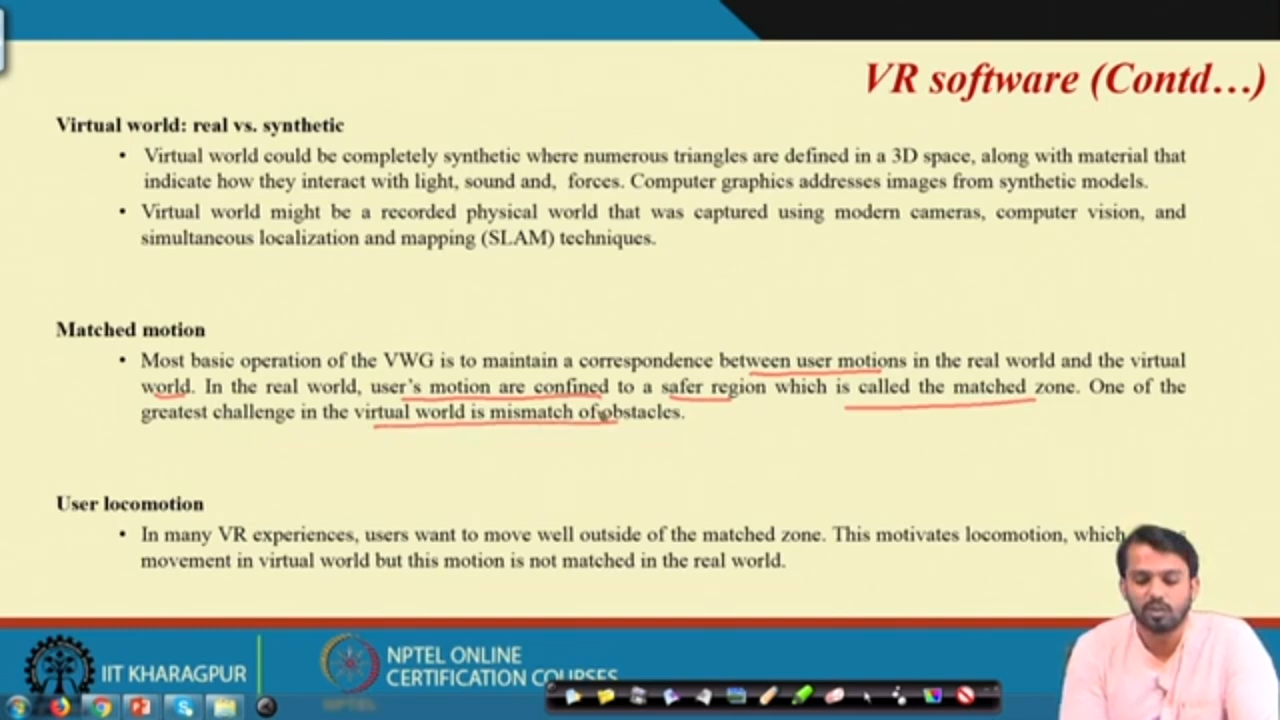 VR software (Contd…)
Virtual world: real vs. synthetic
• Virtual world could be completely synthetic where numerous triangles are defined in a 3D space, along with material that
indicate how they interact with light, sound and, forces. Computer graphics addresses images from synthetic models.
• Virtual world might be a recorded physical world that was captured using modern cameras, computer vision, and
simultaneous localization and mapping (SLAM) techniques.
Matched motion
• Most basic operation of the VWG is to maintain a correspondence between user motions in the real world and the virtual
world. In the real world, user's motion are confined to a safer region which is called the matched zone. One of the
greatest challenge in the virtual world is mismatch of obstacles.
User locomotion
• In many VR experiences, users want to move well outside of the matched zone. This motivates locomotion, which
movement in virtual world but this motion is not matched in the real world.
IIT KHARAGPUR
NPTEL ONLINE
CERTIFICATION COURSES
NPTEL